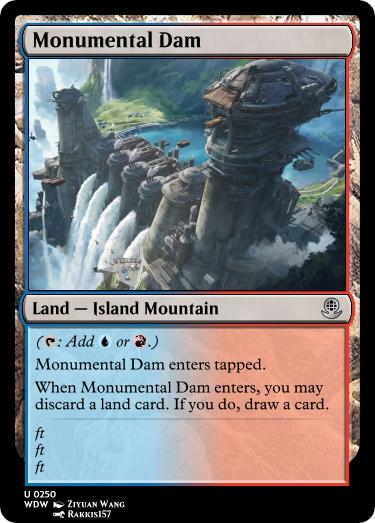 Monumental Dam
Land — Island Mountain
(: Add or .)
Monumental Dam enters tapped.
When Monumental Dam enters, you may
discard a land card. If you do, draw a card.
ft
ft
ft
U 0250
WDW Ziyuan Wang
Rakkis157